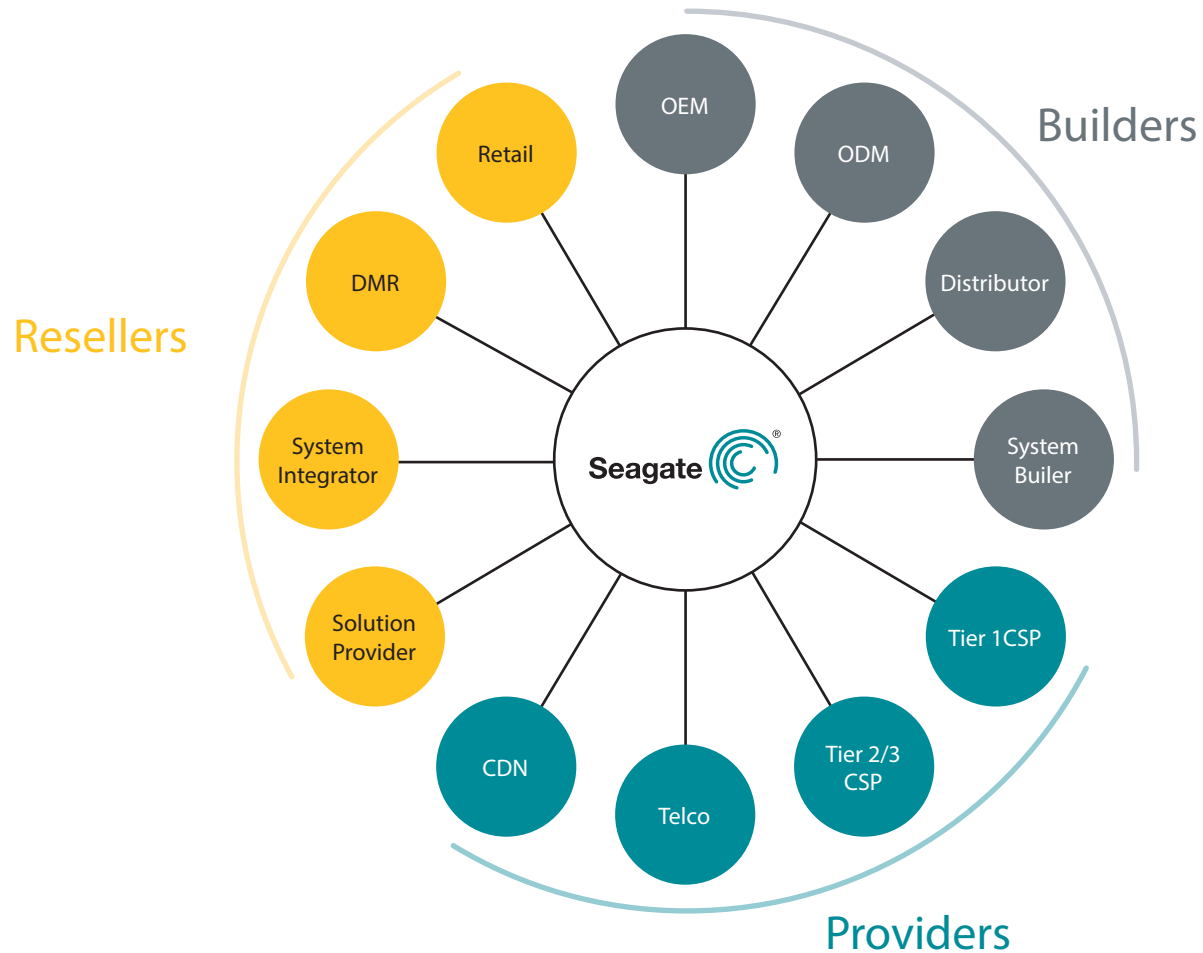 OEM
ODM
Builders
Retail
Distributor
DMR
Resellers
System
Integrator
Seagate ®
System
Builer
Solution
Provider
Tier 1CSP
CDN
Tier 2/3
CSP
Telco
Providers